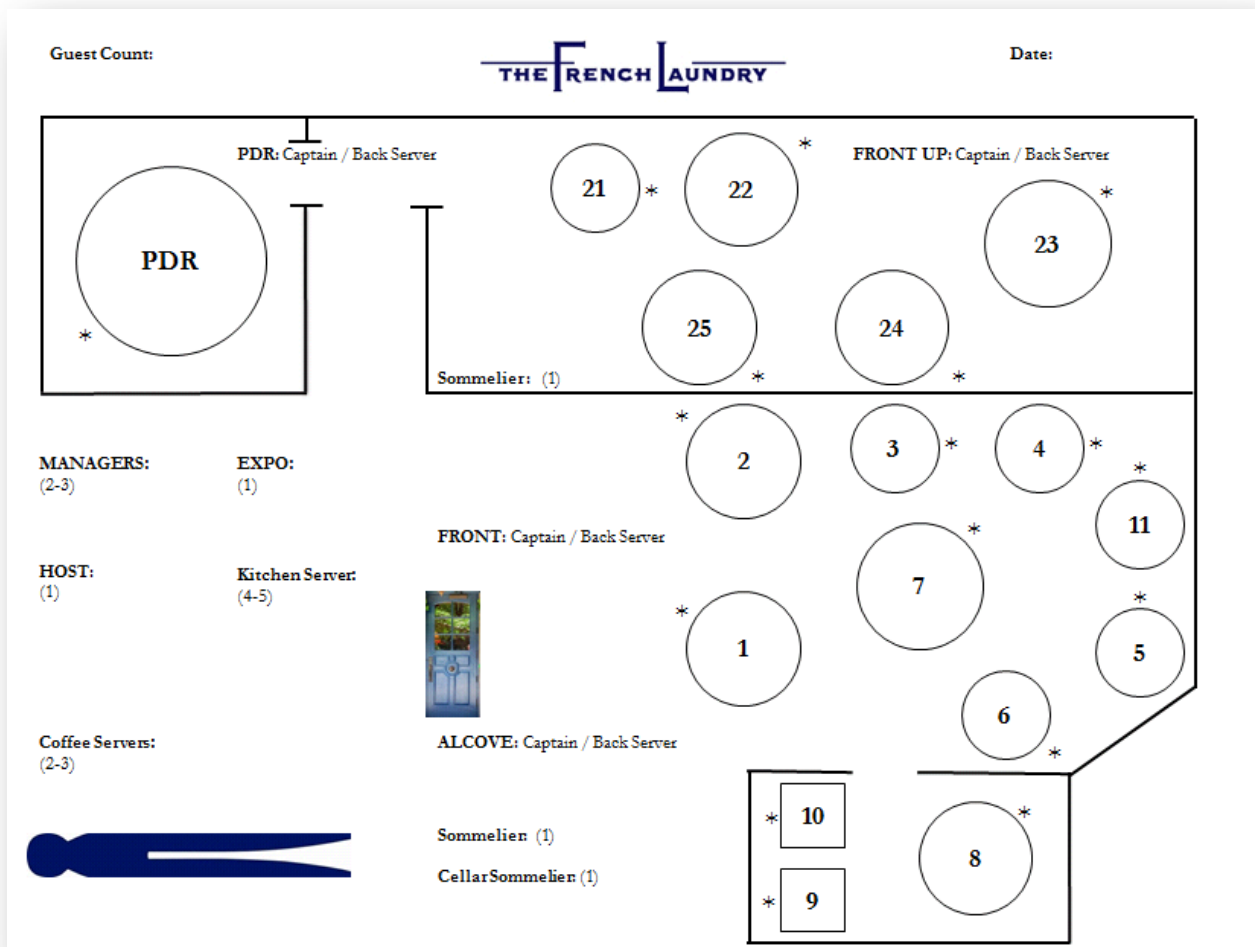 Guest Count:
THE FRENCH LAUNDRY
Date:
PDR: Captain / Back Server
FRONT UP: Captain / Back Server
21 *
22 *
23 *
PDR *
25 *
24 *
Sommelier: (1)
MANAGERS:
(2-3)
EXPO:
(1)
* 2
3 *
4 *
* 11
FRONT: Captain / Back Server
HOST:
(1)
Kitchen Server:
(4-5)
7 *
* 1
* 5
6 *
Coffee Servers:
(2-3)
ALCOVE: Captain / Back Server
Sommelier: (1)
Cellar Sommelier: (1)
* 10
8 *
* 9